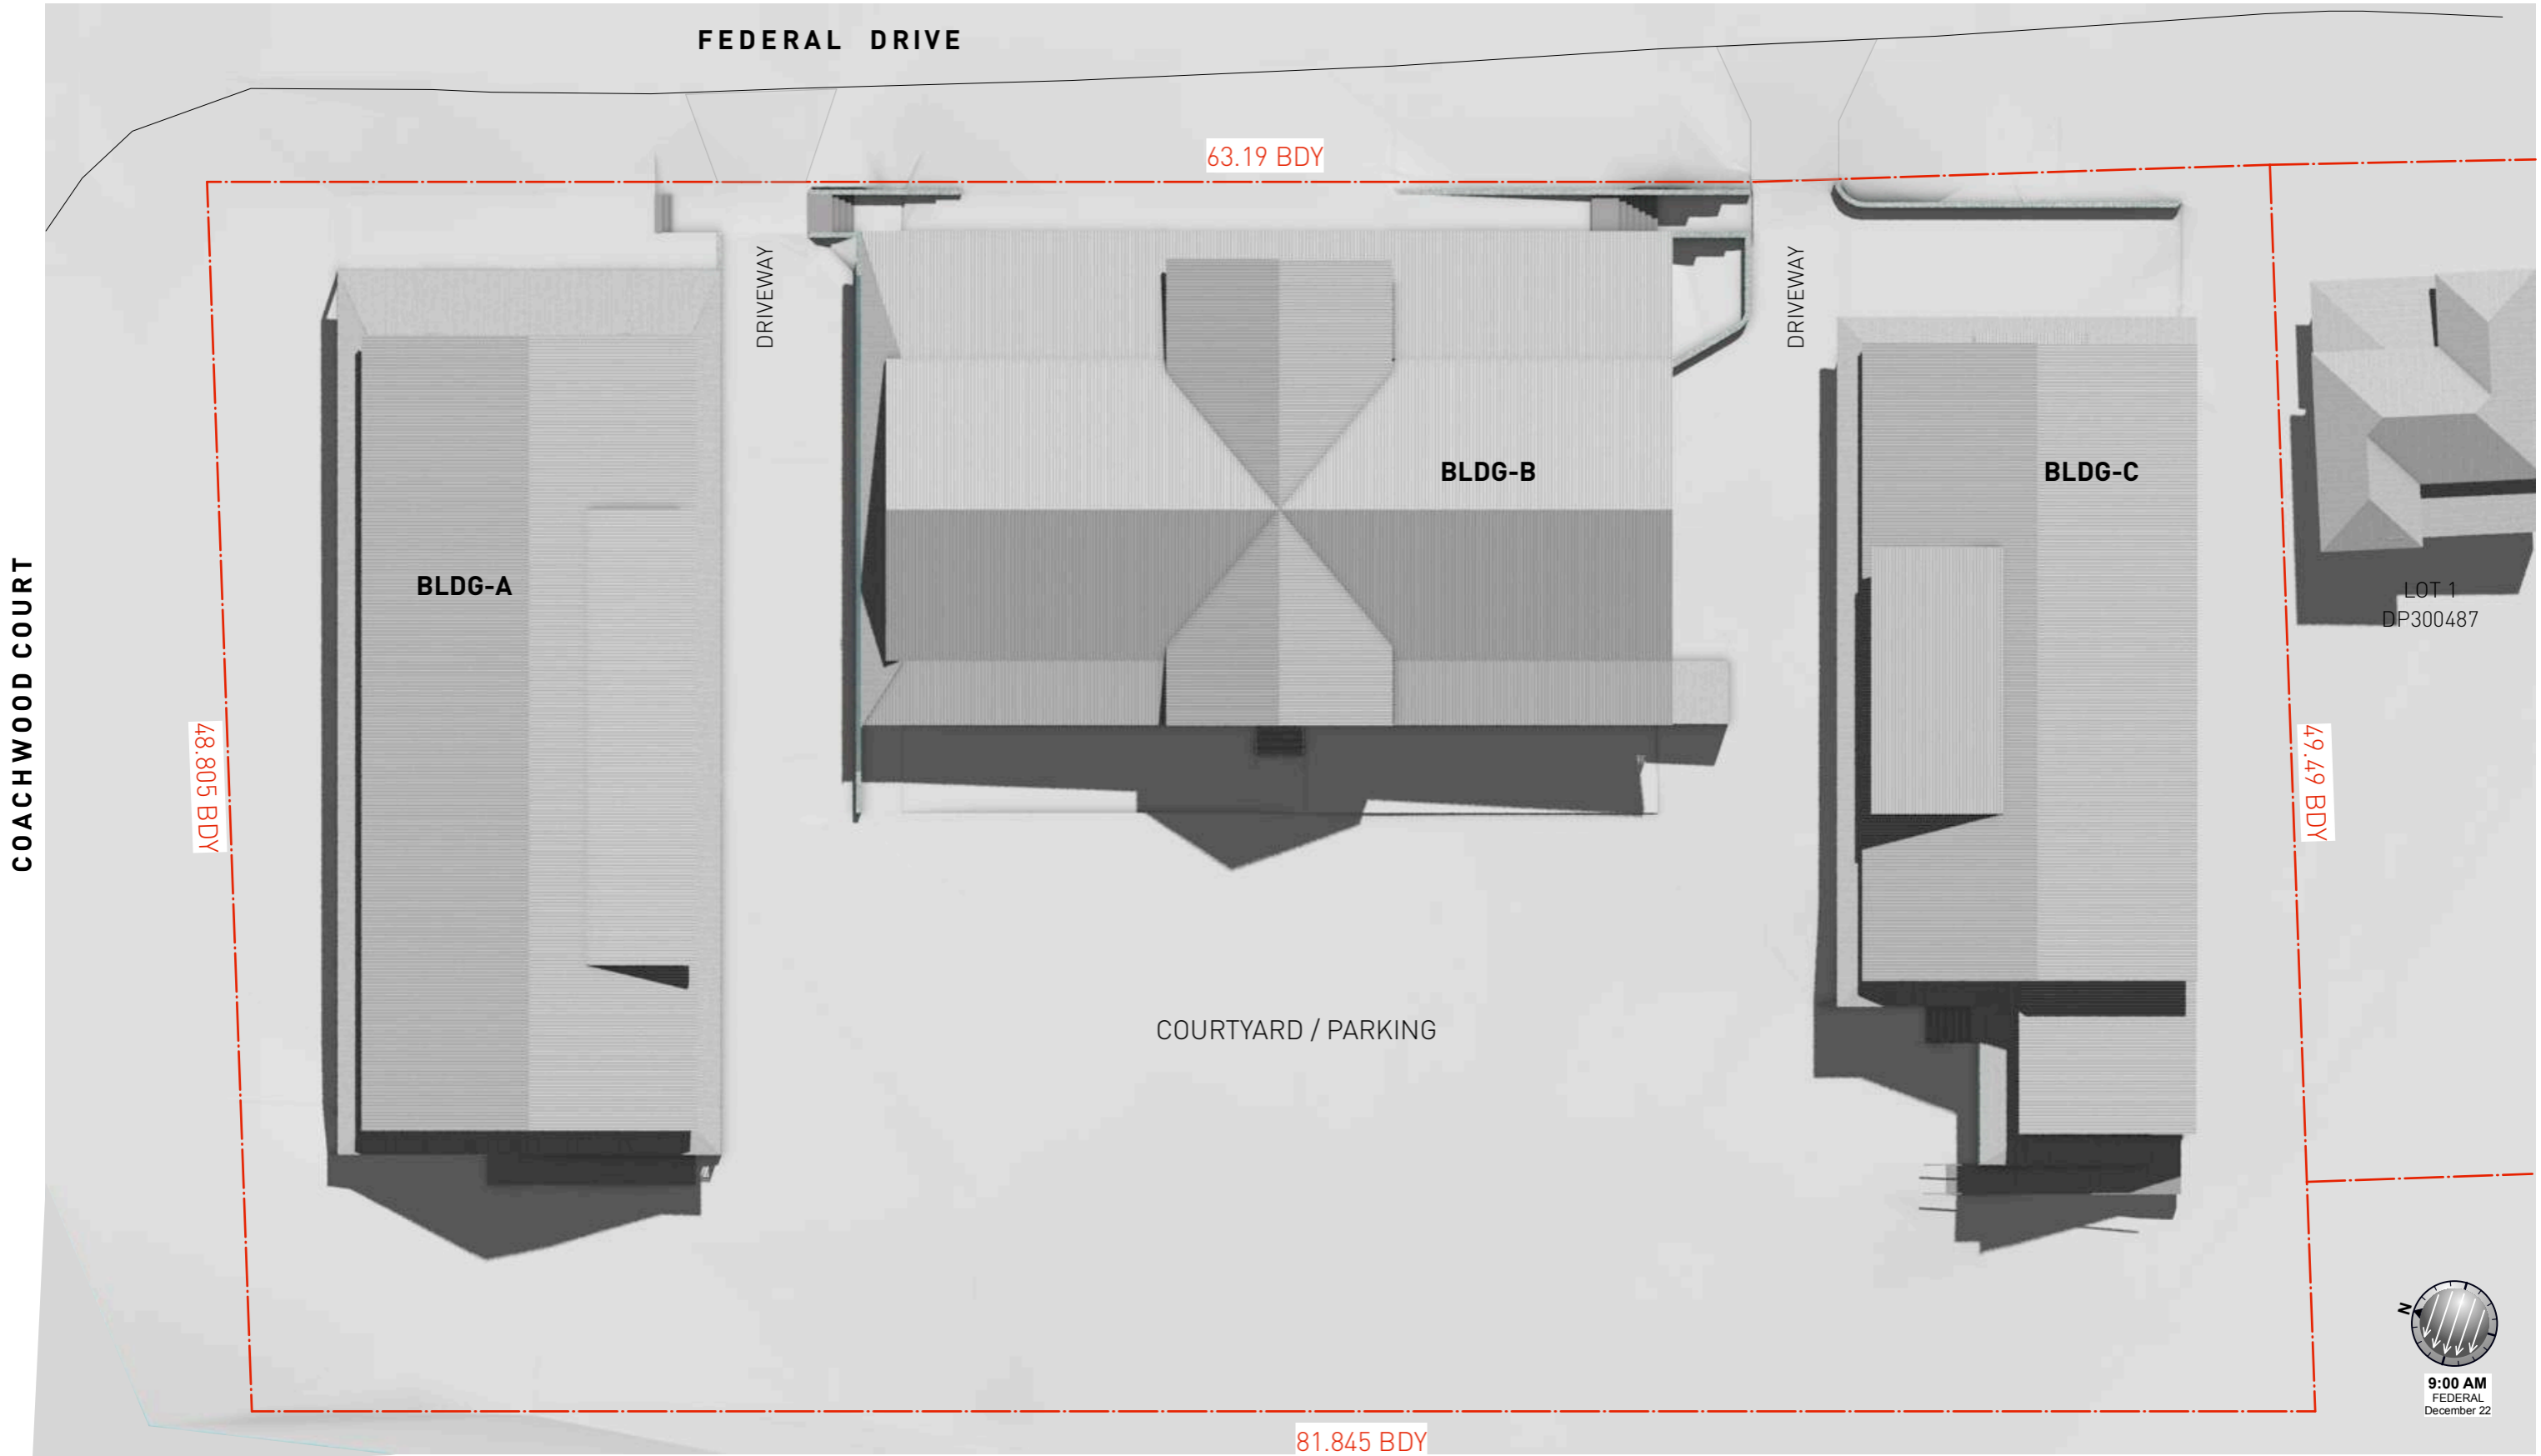 FEDERAL DRIVE
63.19 BDY
DRIVEWAY
DRIVEWAY
BLDG-B
BLDG-C
BLDG-A
LOT 1
DP300487
COACHWOOD COURT
48.805 BDY
49.49 BDY
COURTYARD / PARKING
N
9:00 AM
FEDERAL
December 22
81.845 BDY